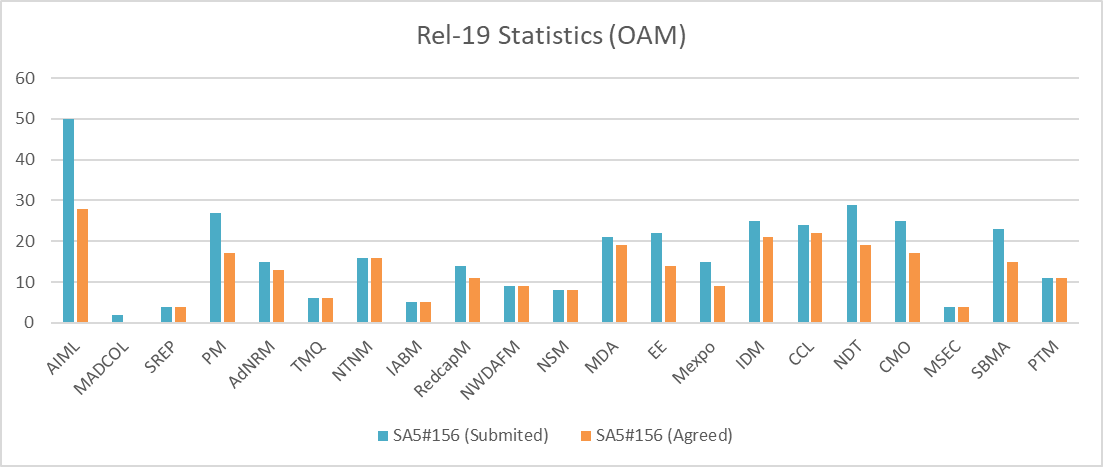 Rel-19 Statistics (OAM)
60
50
40
30
20
10
0
AIML
MADCOL
SREP
PM
AdNRM
TMQ
NTNM
IABM
RedcapM
NWDAFM
NSM
MDA
EE
Mexpo
IDM
CCL
NDT
CMO
MSEC
SBMA
PTM
SA5#156 (Submited) SA5#156 (Agreed)